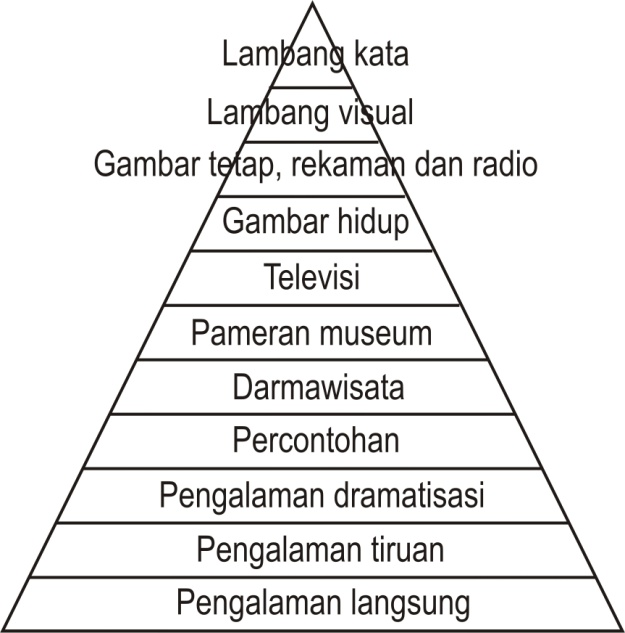 Lambang kata
Lambang visual
Gambar tetap, rekaman dan radio
Gambar hidup
Televisi
Pameran museum
Darmawisata
Percontohan
Pengalaman dramatisasi
Pengalaman tiruan
Pengalaman langsung